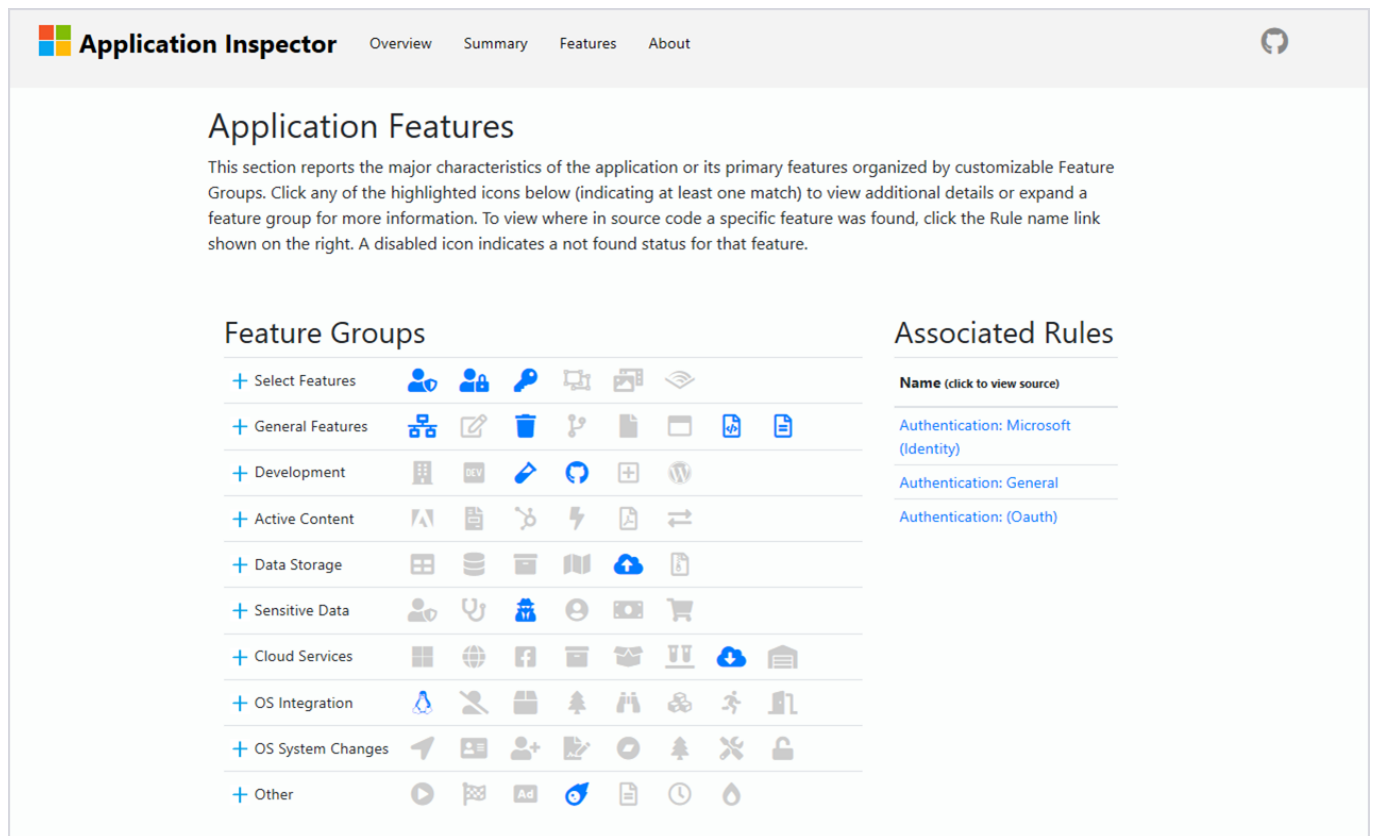 Application Inspector Overview Summary Features About
Application Features
This section reports the major characteristics of the application or its primary features organized by customizable Feature
Groups. Click any of the highlighted icons below (indicating at least one match) to view additional details or expand a
feature group for more information. To view where in source code a specific feature was found, click the Rule name link
shown on the right. A disabled icon indicates a not found status for that feature.
Feature Groups
Select Features
General Features
Development DEV
Active Content
Data Storage
Sensitive Data
Cloud Services
OS Integration
OS System Changes
Other Ad
Associated Rules
Name (click to view source)
Authentication: Microsoft
(Identity)
Authentication: General
Authentication: (Oauth)